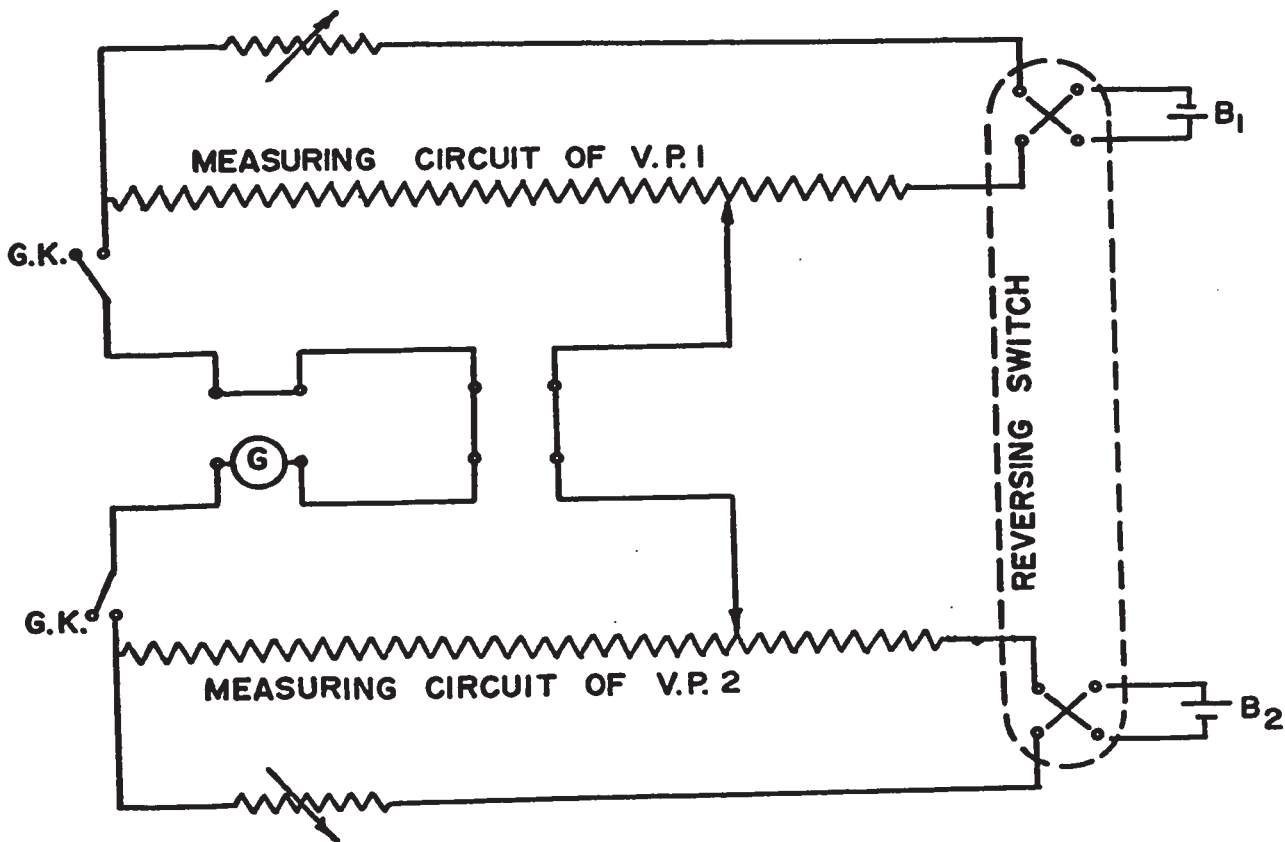 MEASURING CIRCUIT OF V.P.1
B1
G.K.
REVERSING SWITCH
G
G.K.
MEASURING CIRCUIT OF V.P.2
B2